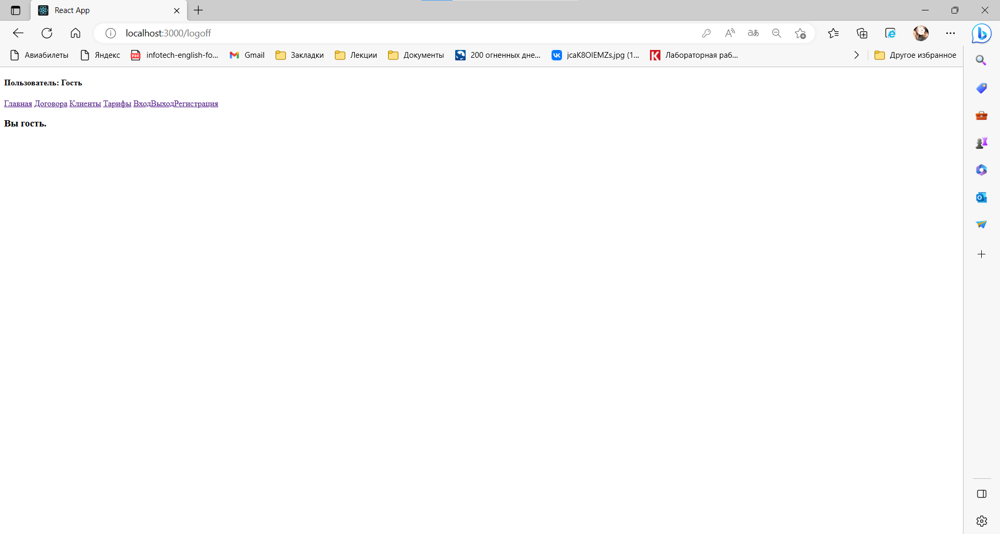 React App
localhost:3000/logoff
Авиабилеты Яндекс infotech-english-fo... Gmail Закладки Лекции Документы 200 огненных дне... jcaK8OIEMZs.jpg (1... Лабораторная раб... Другое избранное
Пользователь: Гость
Главная Договора Клиенты Тарифы ВходВыходРегистрация
Вы гость.